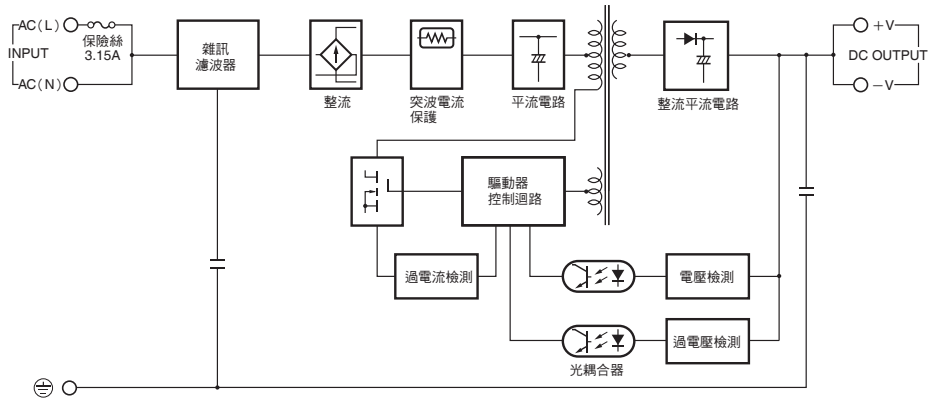 AC(L)
INPUT
保險絲
3.15A
AC(N)
雜訊
濾波器
整流
突波電流
保護
平流電路
整流平流電路
+V
DC OUTPUT
−V
驅動器
控制迴路
過電流檢測
電壓檢測
過電壓檢測
光耦合器